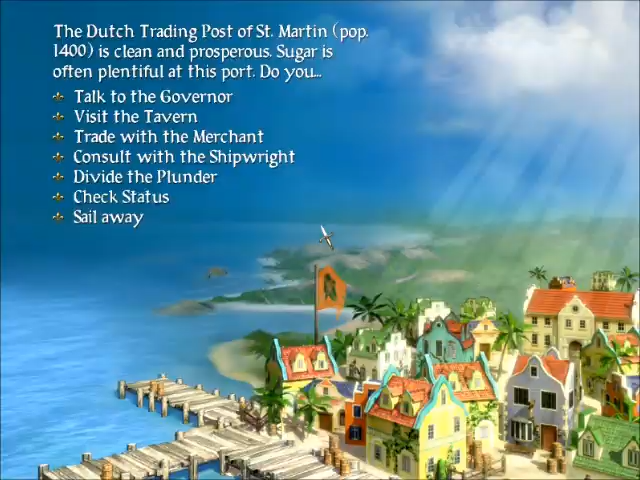 The Dutch Trading Post of St. Martin (pop.
1400) is clean and prosperous. Sugar is
often plentiful at this port. Do you...
Talk to the Governor
Visit the Tavern
Trade with the Merchant
Consult with the Shipwright
Divide the Plunder
Check Status
Sail away